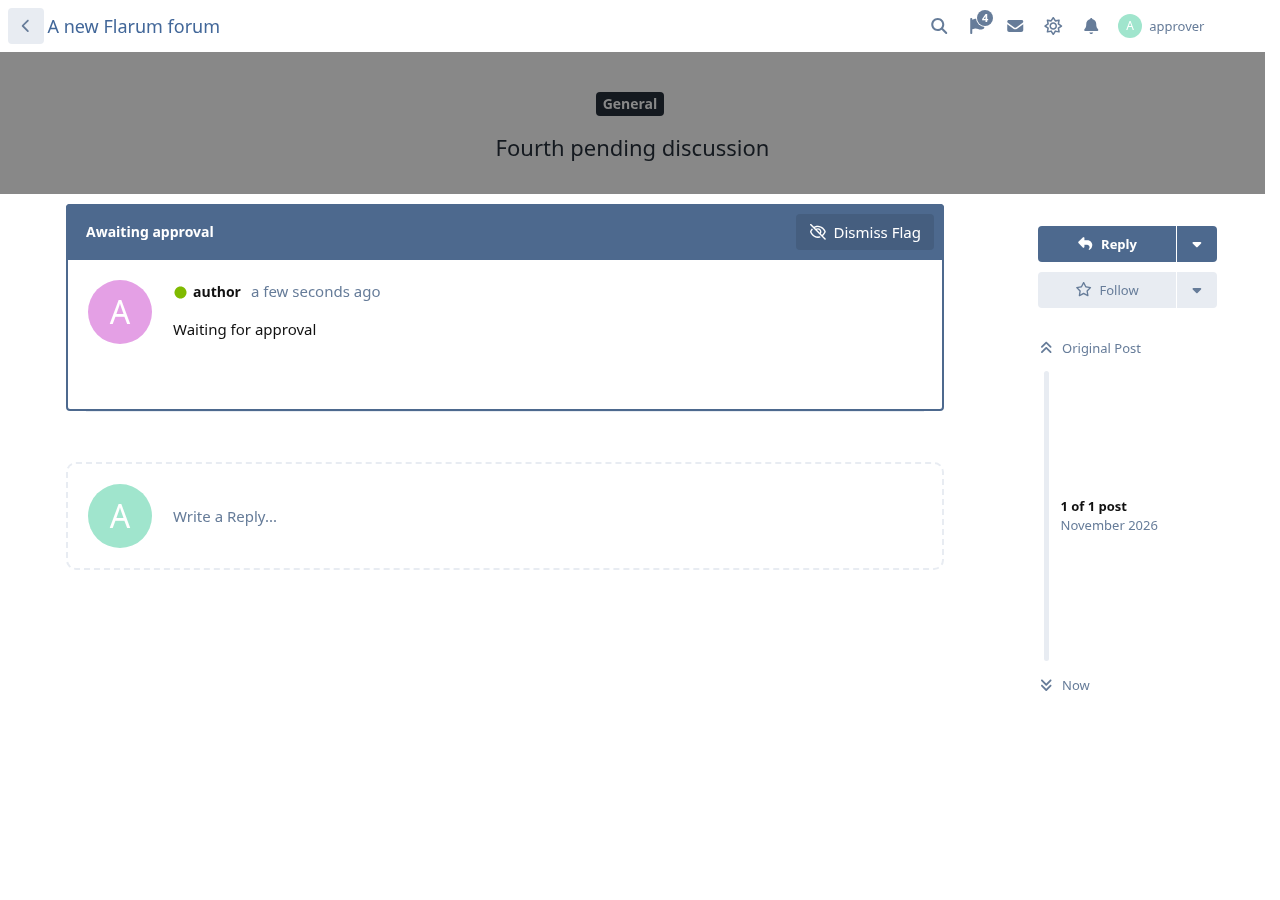 A new Flarum forum
4
A
approver
General
Fourth pending discussion
Awaiting approval
Dismiss Flag
A
author
a few seconds ago
Waiting for approval
Reply
Follow
Original Post
1 of 1 post
November 2026
Now
A
Write a Reply...